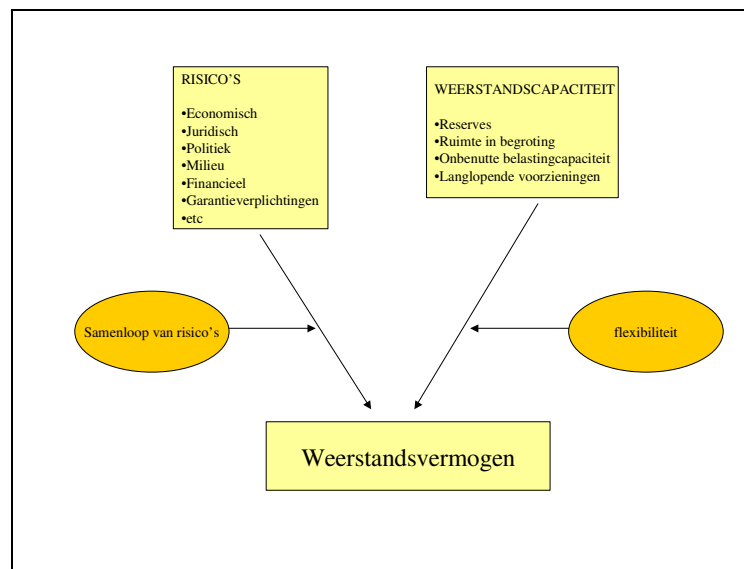 RISICO'S
•Economisch
•Juridisch
•Politiek
•Milieu
•Financieel
•Garantieverplichtingen
•etc
WEERSTANDSCAPACITEIT
•Reserves
•Ruimte in begroting
•Onbenutte belastingcapaciteit
•Langlopende voorzieningen
Samenloop van risico's
flexibiliteit
Weerstandsvermogen